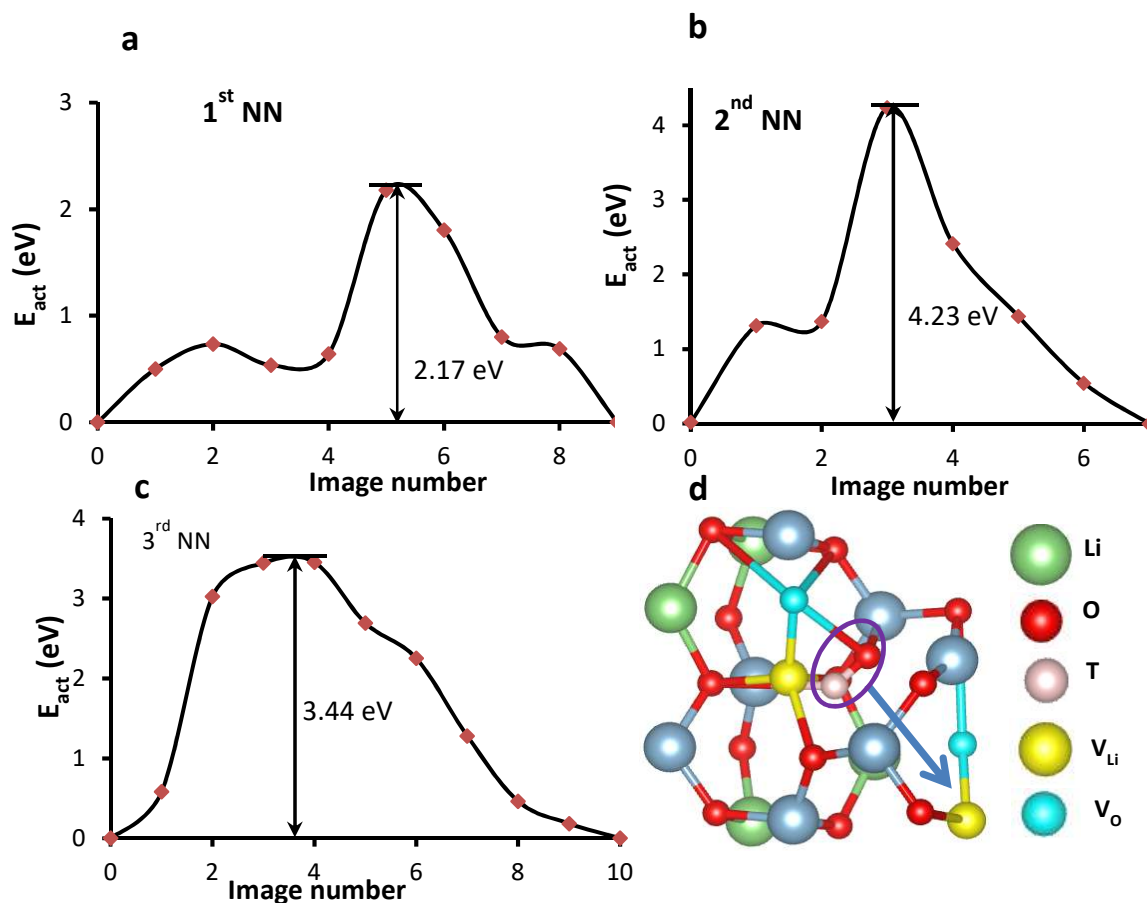 a
1st NN
3
2
1
0
Eact (eV)
2.17 eV
0 2 4 6 8
Image number
b
2nd NN
4
3
2
1
0
Eact (eV)
4.23 eV
0 2 4 6
Image number
c
3rd NN
4
3
2
1
0
Eact (eV)
3.44 eV
0 2 4 6 8 10
Image number
d
Li
O
T
VLi
VO